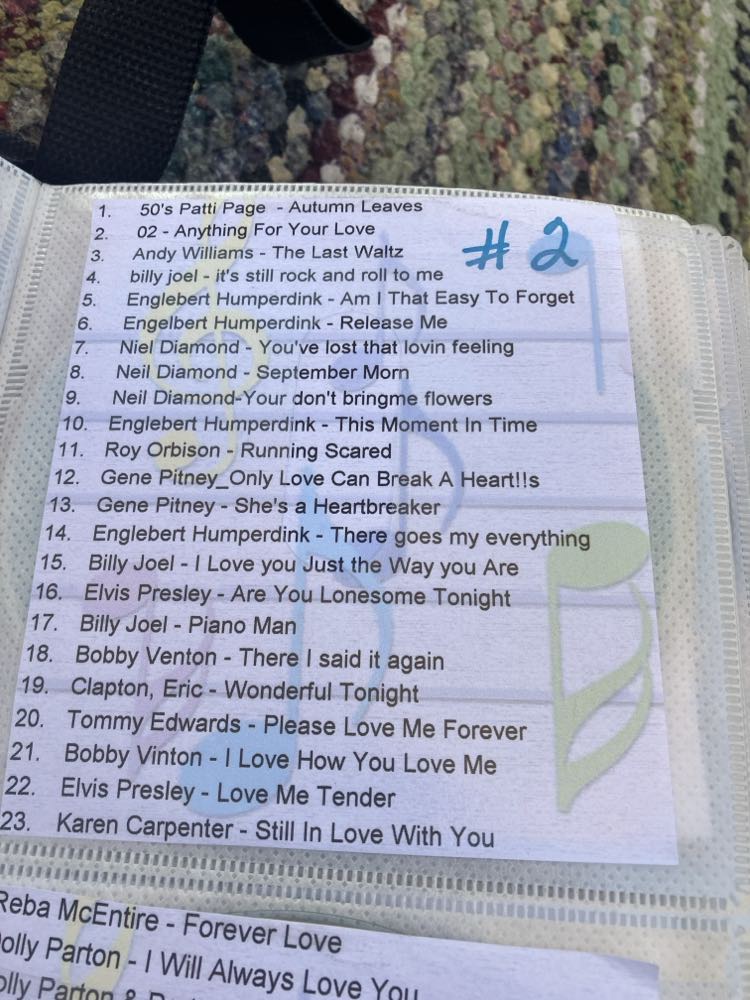 #2
1. 50's Patti Page - Autumn Leaves
2. 02 - Anything For Your Love
3. Andy Williams - The Last Waltz
4. billy joel - it's still rock and roll to me
5. Englebert Humperdink - Am I That Easy To Forget
6. Engelbert Humperdink - Release Me
7. Niel Diamond - You've lost that lovin feeling
8. Neil Diamond - September Morn
9. Neil Diamond-Your don't bringme flowers
10. Englebert Humperdink - This Moment In Time
11. Roy Orbison - Running Scared
12. Gene Pitney_Only Love Can Break A Heart!!s
13. Gene Pitney - She's a Heartbreaker
14. Englebert Humperdink - There goes my everything
15. Billy Joel - I Love you Just the Way you Are
16. Elvis Presley - Are You Lonesome Tonight
17. Billy Joel - Piano Man
18. Bobby Venton - There I said it again
19. Clapton, Eric - Wonderful Tonight
20. Tommy Edwards - Please Love Me Forever
21. Bobby Vinton - I Love How You Love Me
22. Elvis Presley - Love Me Tender
23. Karen Carpenter - Still In Love With You
Reba McEntire - Forever Love
olly Parton - I Will Always Love You
olly Parton &